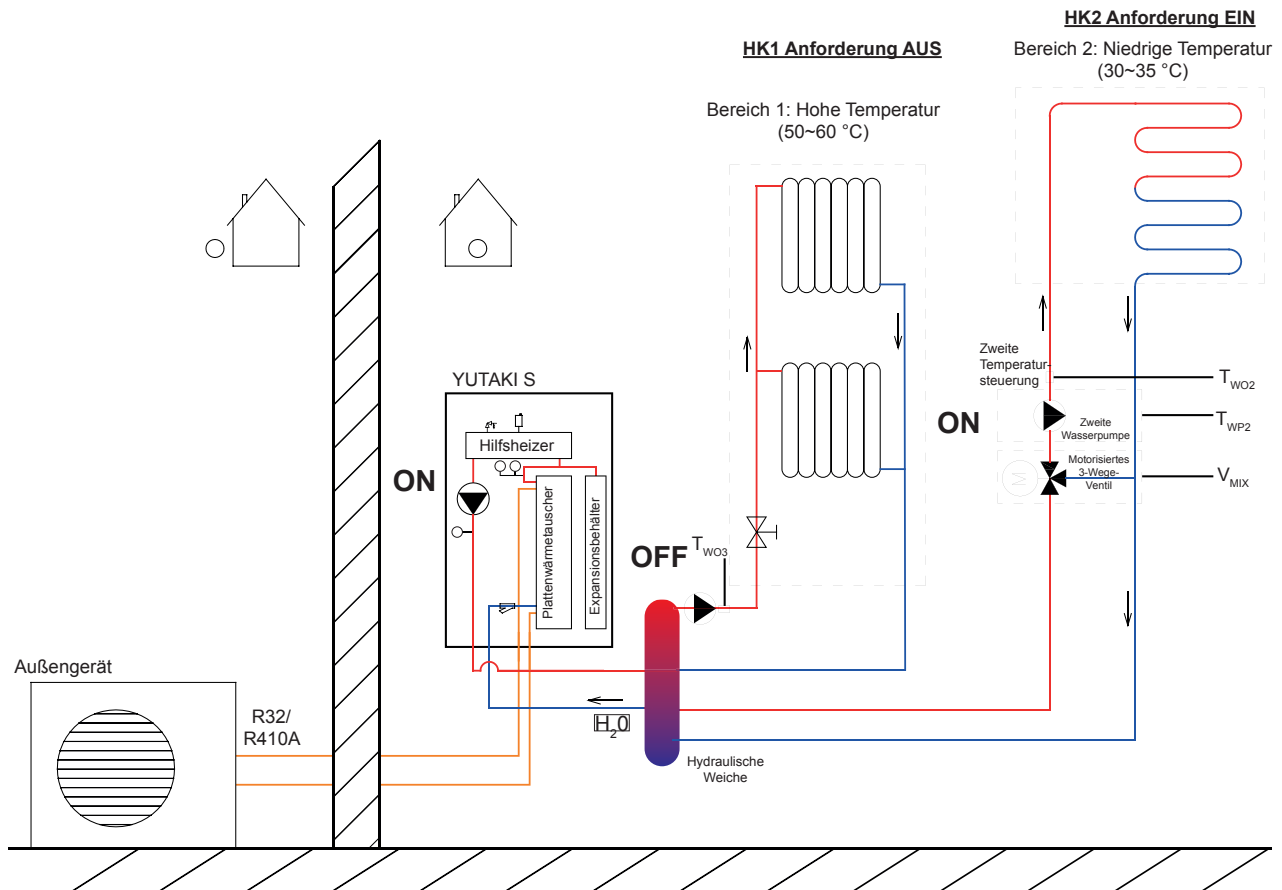 HK2 Anforderung EIN
HK1 Anforderung AUS
Bereich 2: Niedrige Temperatur
(30~35 °C)
Bereich 1: Hohe Temperatur
(50~60 °C)
Zweite
Temperatur-
steuerung
TWO2
YUTAKI S
ON
Zweite
Wasserpumpe
TWP2
Hilfsheizer
Motorisiertes
3-Wege-
Ventil
M
VMIX
ON
Plattenwärmetauscher
Expansionsbehälter
OFF
TWO3
Außengerät
R32/
R410A
H20
Hydraulische
Weiche